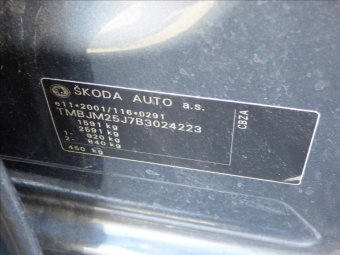 ŠKODA AUTO a.s.
e11*2001/116*0291
TMBJM25J7B3024223
1591 kg
2591 kg
1- 920 kg
2- 840 kg
450 kg
CBZA